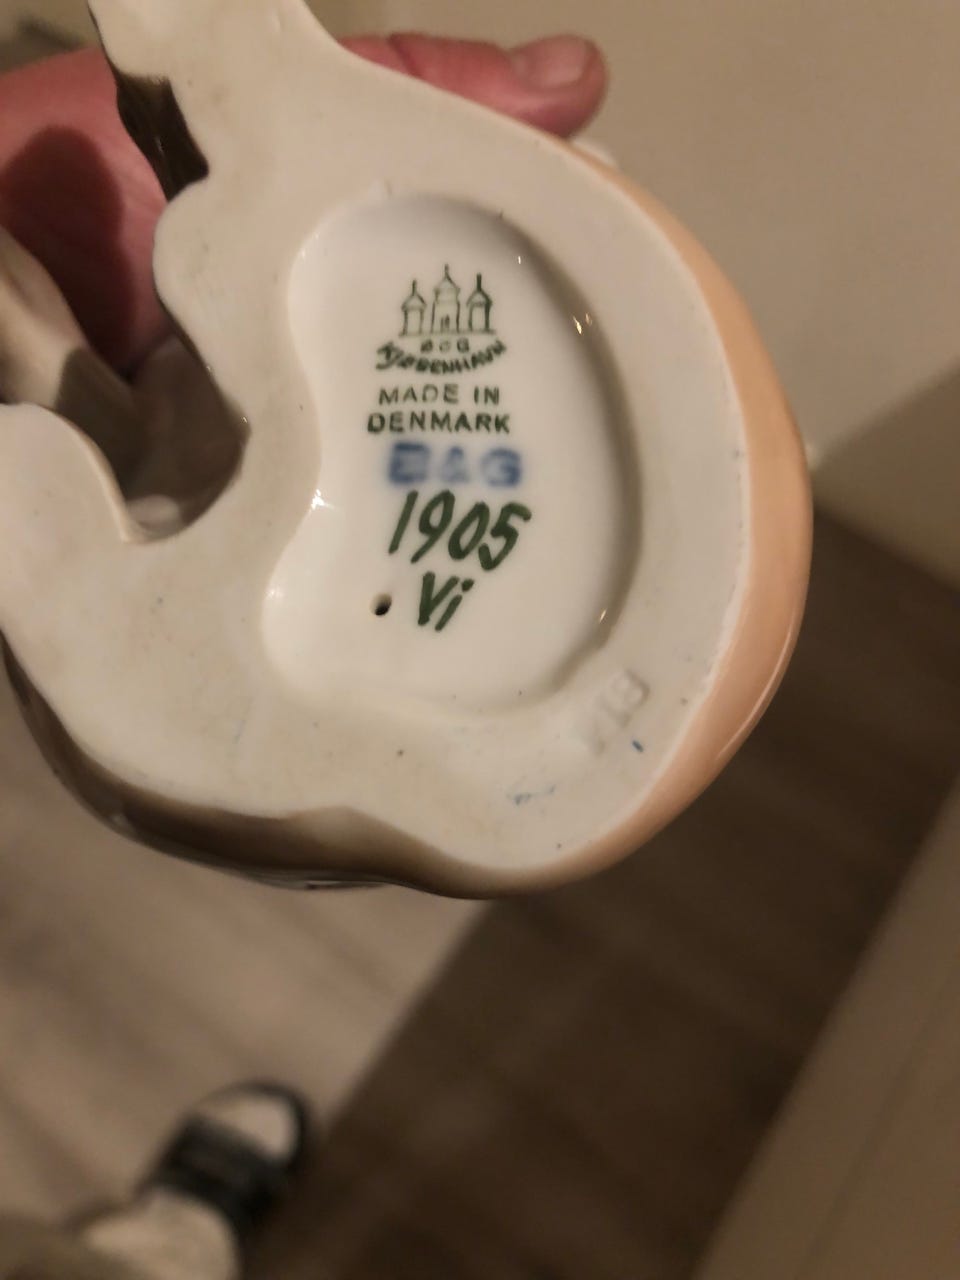 B&G
KJØBENHAVN
MADE IN
DENMARK
B&G
1905
Vi